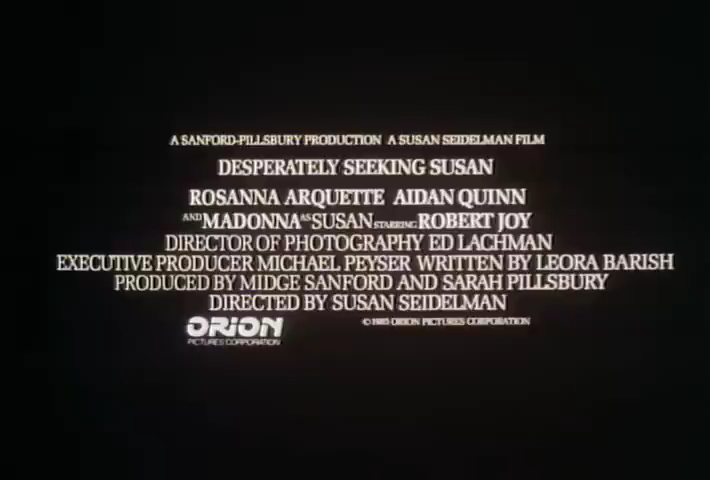 A SANFORD-PILLSBURY PRODUCTION A SUSAN SEIDELMAN FILM
DESPERATELY SEEKING SUSAN
ROSANNA ARQUETTE AIDAN QUINN
AND MADONNA AS SUSAN STARRING ROBERT JOY
DIRECTOR OF PHOTOGRAPHY ED LACHMAN
EXECUTIVE PRODUCER MICHAEL PEYSER WRITTEN BY LEORA BARISH
PRODUCED BY MIDGE SANFORD AND SARAH PILLSBURY
DIRECTED BY SUSAN SEIDELMAN
ORION © 1985 ORION PICTURES CORPORATION
PICTURES CORPORATION